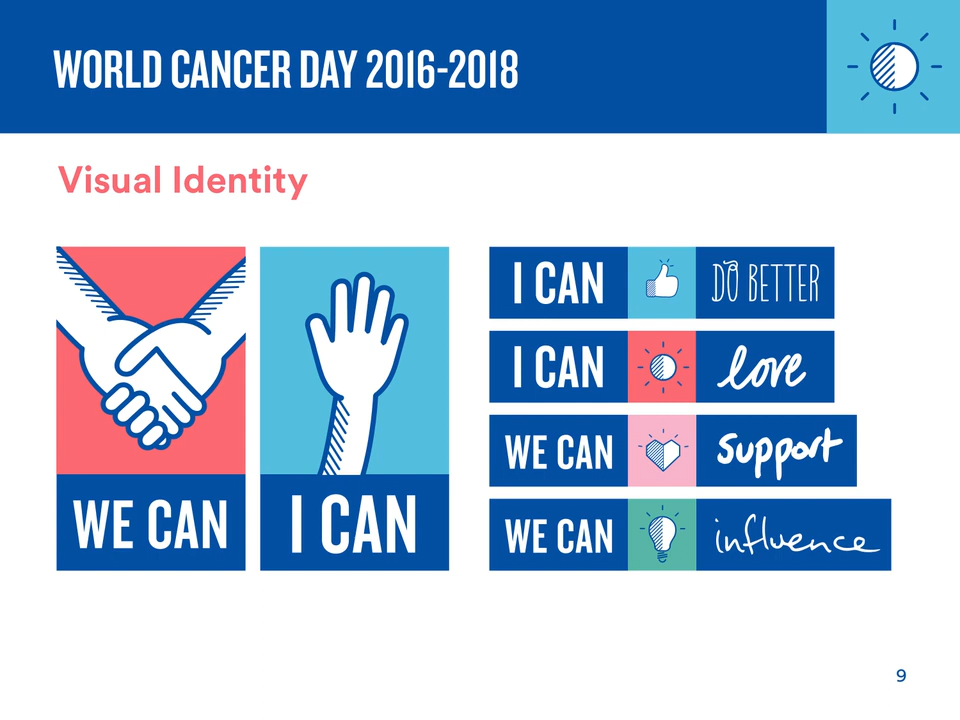 WORLD CANCER DAY 2016-2018
Visual Identity
WE CAN
I CAN
I CAN DO BETTER
I CAN love
WE CAN support
WE CAN influence
9